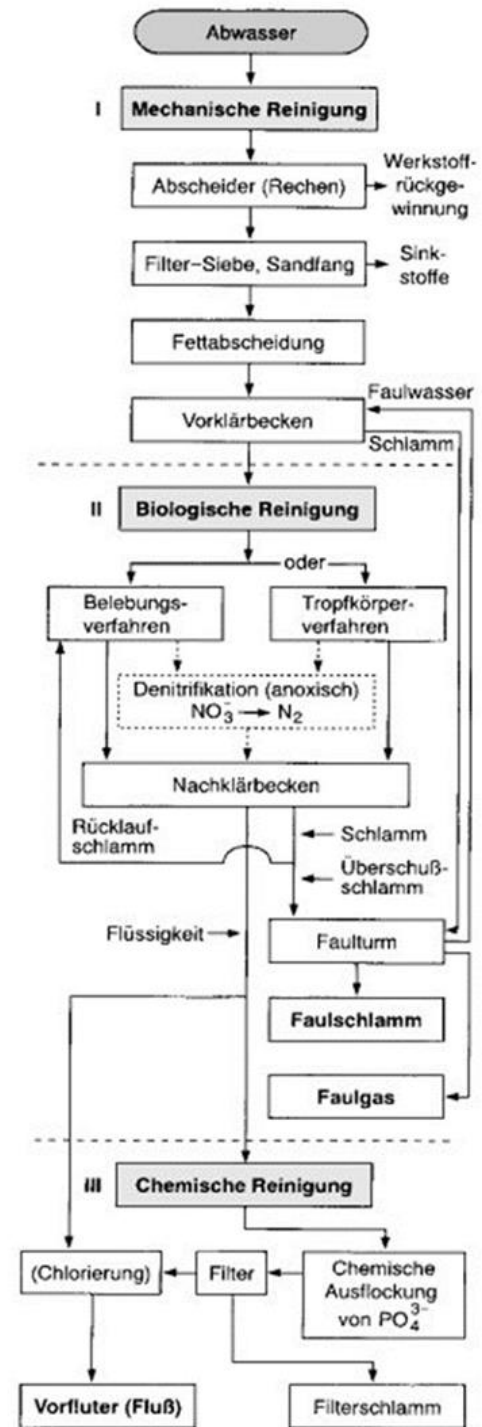 Abwasser
I
Mechanische Reinigung
Abscheider (Rechen)
Werkstoff-
rückge-
winnung
Filter-Siebe, Sandfang
Sink-
stoffe
Fettabscheidung
Faulwasser
Vorklärbecken
Schlamm
II
Biologische Reinigung
oder
Belebungs-
verfahren
Tropfkörper-
verfahren
Denitrifikation (anoxisch)
NO₃⁻ → N₂
Nachklärbecken
Rücklauf-
schlamm
Schlamm
Überschuß-
schlamm
Flüssigkeit
Faulturm
Faulschlamm
Faulgas
III
Chemische Reinigung
(Chlorierung)
Filter
Chemische
Ausflockung
von PO₄³⁻
Vorfluter (Fluß)
Filterschlamm